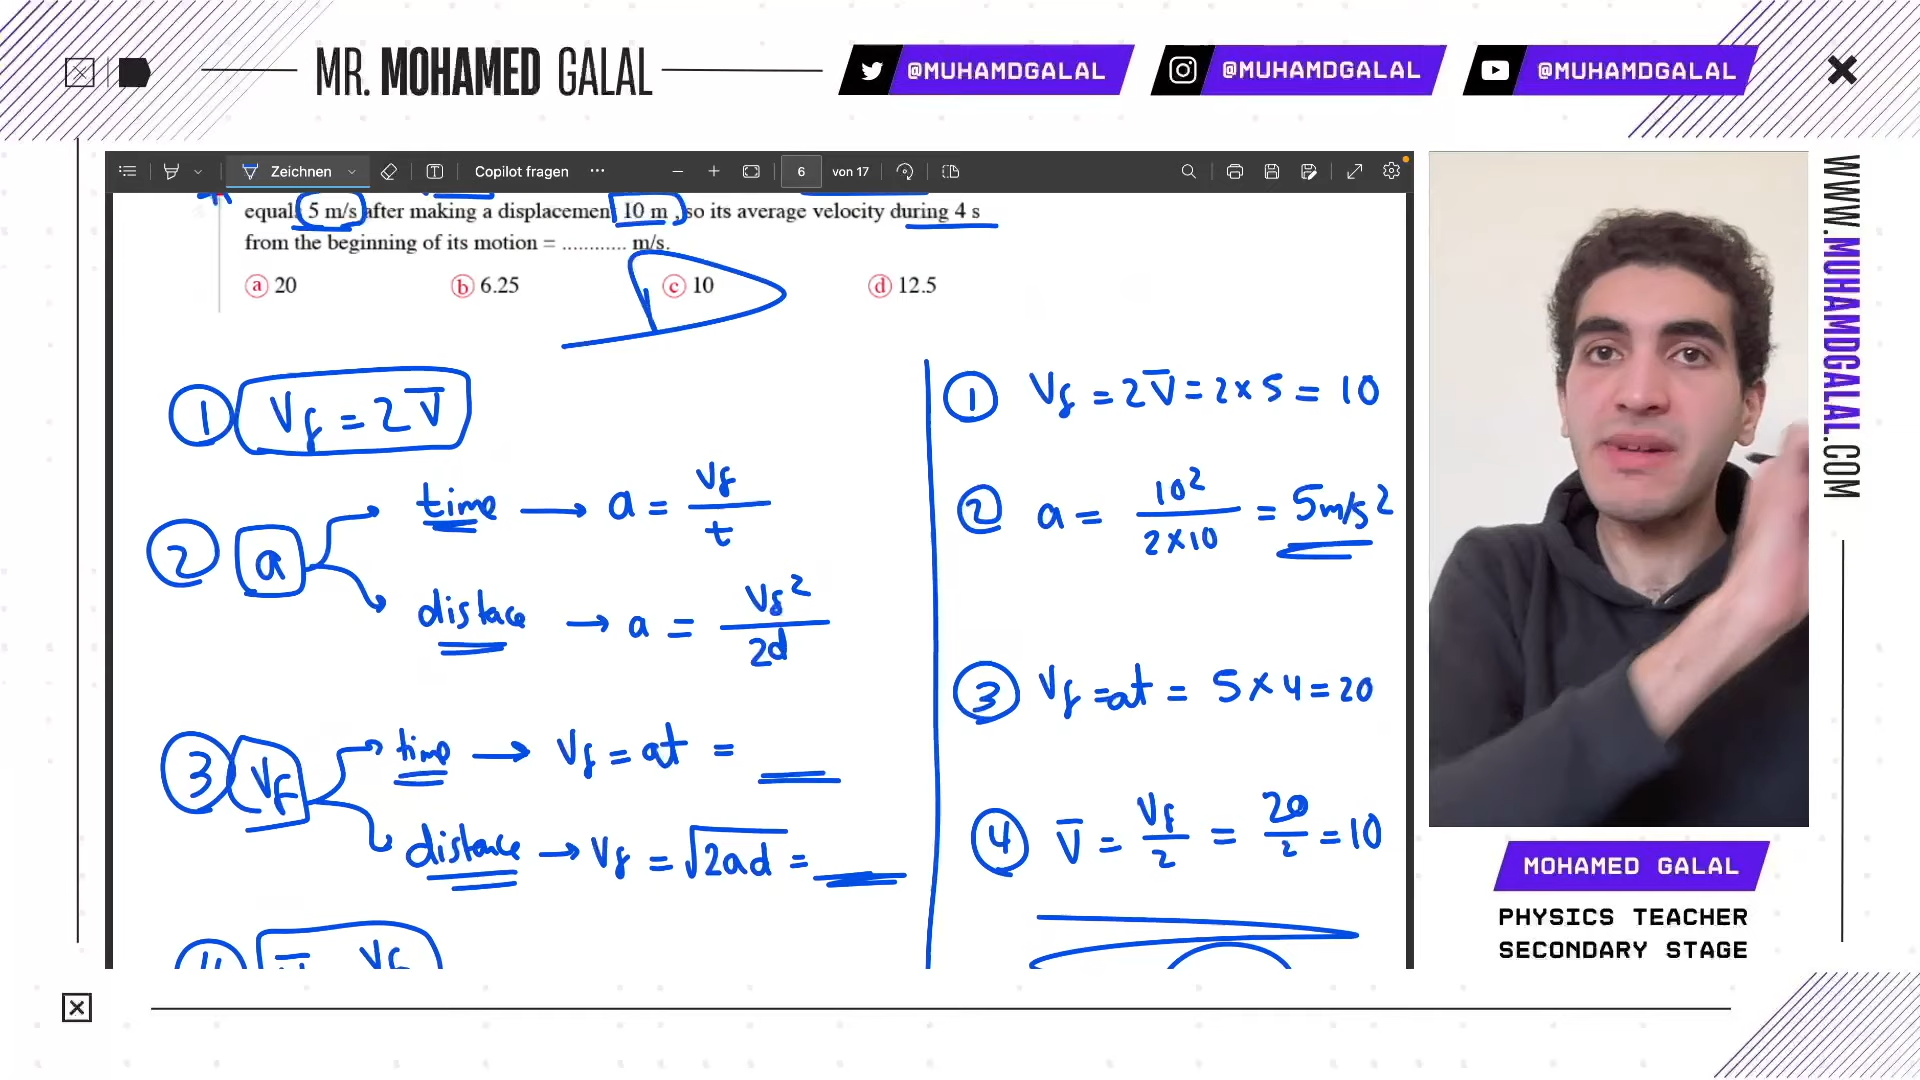 MR. MOHAMED GALAL
@MUHAMDGALAL
@MUHAMDGALAL
@MUHAMDGALAL
Zeichnen
Copilot fragen
6 von 17
equals 5 m/s after making a displacement 10 m , so its average velocity during 4 s
from the beginning of its motion = ............ m/s.
a 20
b 6.25
c 10
d 12.5
① Vf = 2V̅
② a
time → a = Vf / t
distace → a = Vf² / 2d
③ Vf
time → Vf = at =
distance → Vf = √2ad =
① Vf = 2V̅ = 2 × 5 = 10
② a = 10² / 2×10 = 5m/s²
③ Vf = at = 5 × 4 = 20
④ V̅ = Vf / 2 = 20 / 2 = 10
WWW.MUHAMDGALAL.COM
MOHAMED GALAL
PHYSICS TEACHER
SECONDARY STAGE